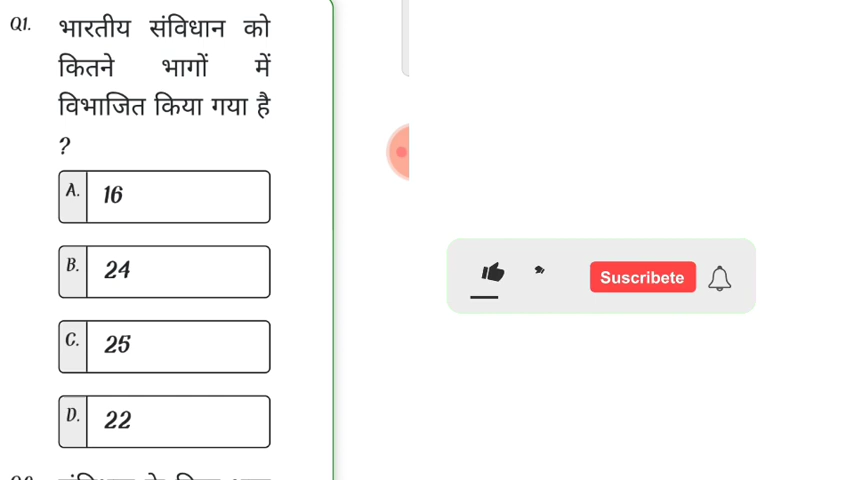 Q1. भारतीय संविधान को
कितने भागों में
विभाजित किया गया है
?
A. 16
B. 24
C. 25
D. 22
Suscribete